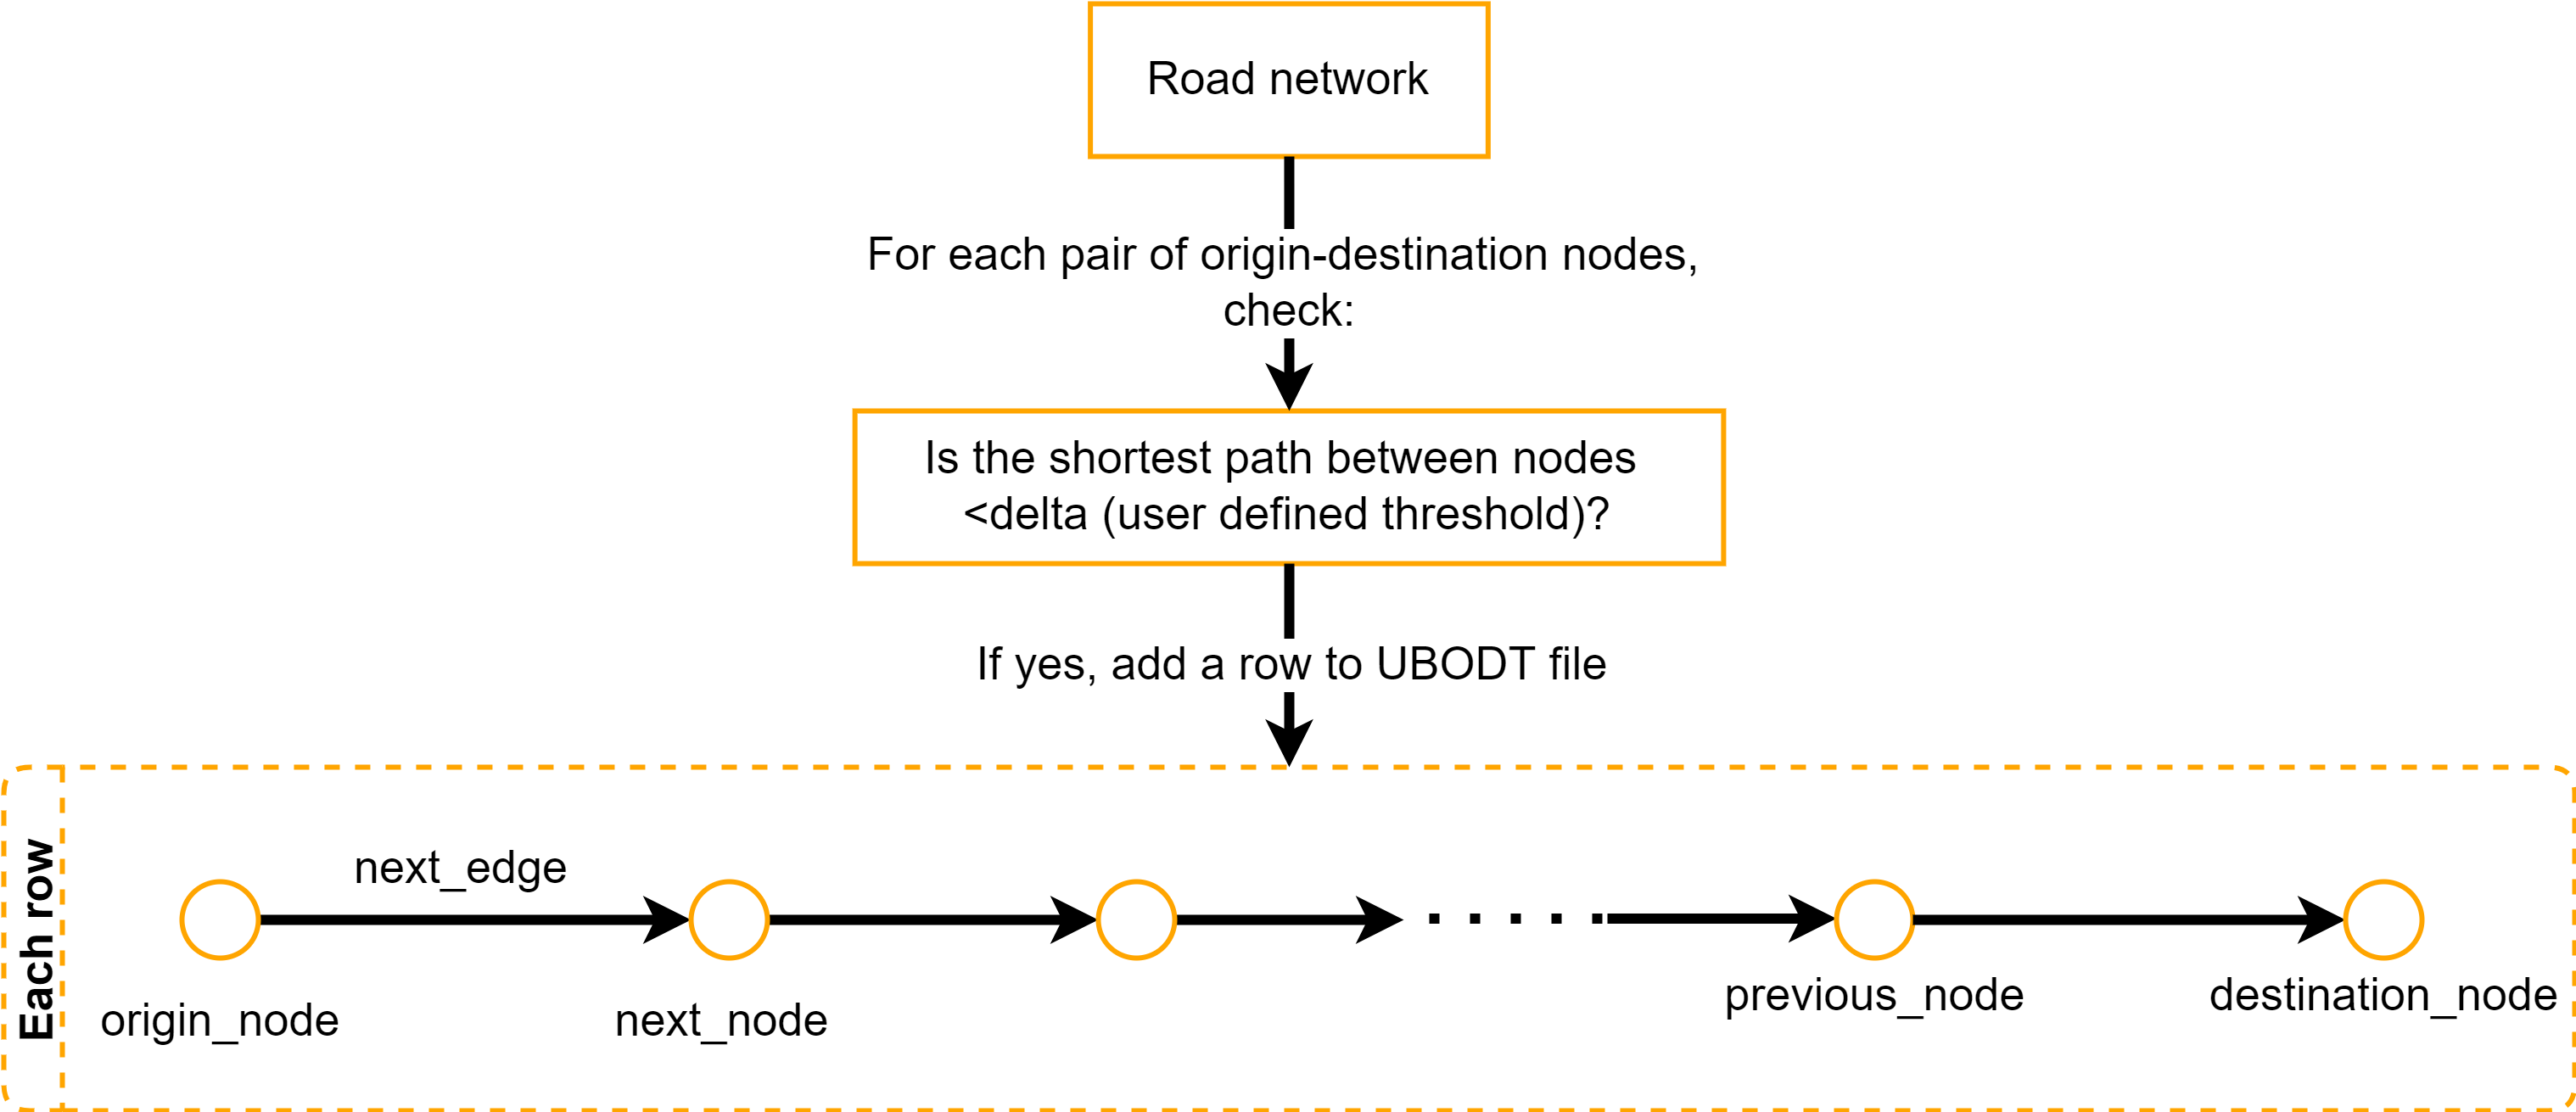 Road network
For each pair of origin-destination nodes,
check:
Is the shortest path between nodes
<delta (user defined threshold)?
If yes, add a row to UBODT file
Each row
next_edge
origin_node
next_node
previous_node
destination_node